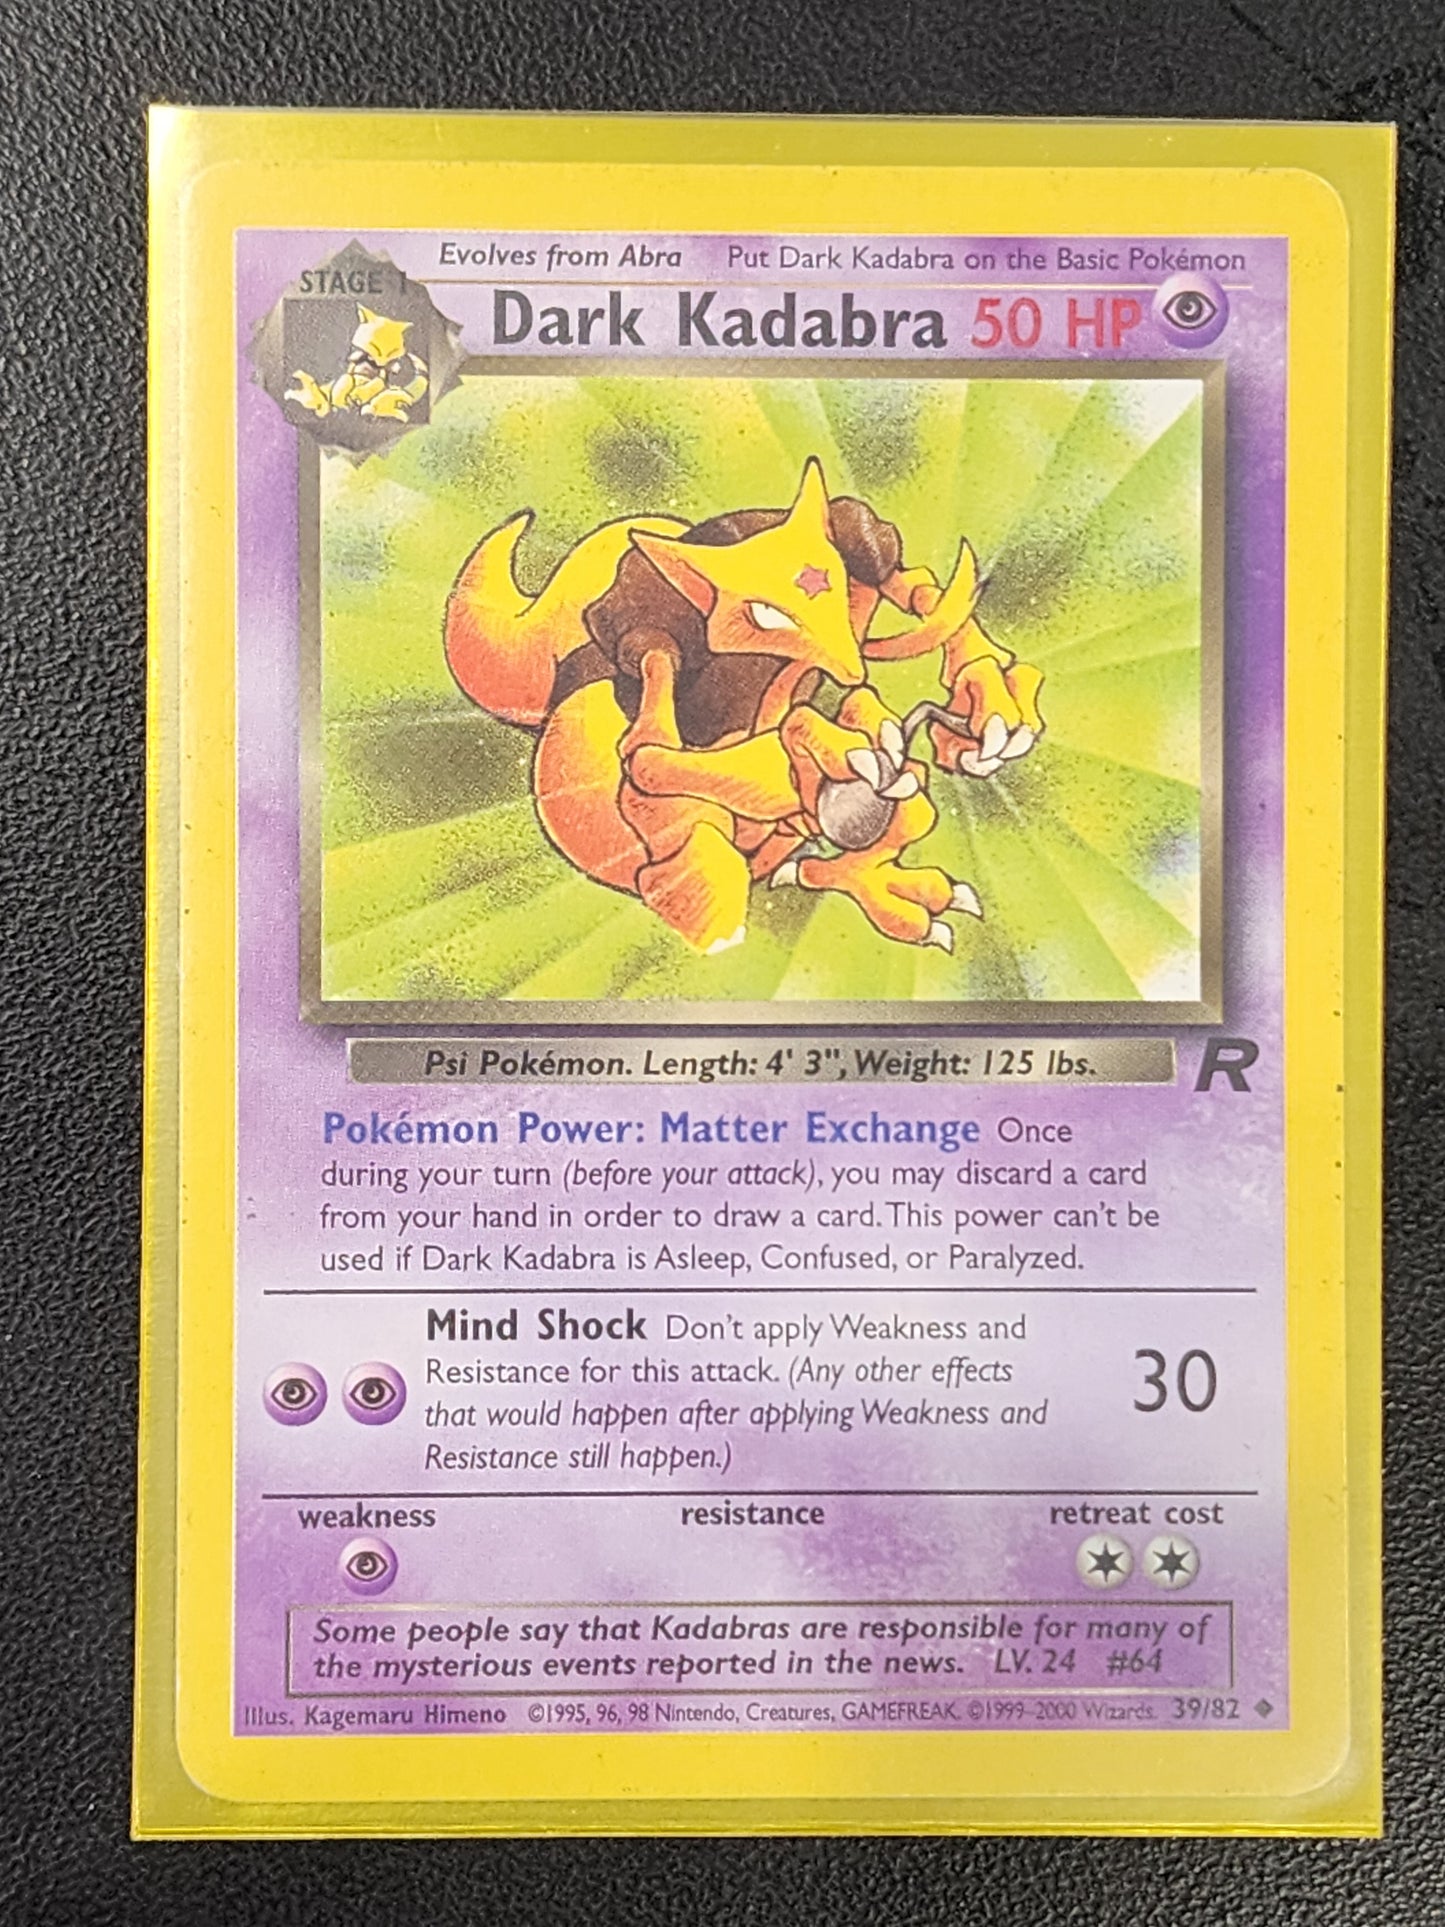 Evolves from Abra Put Dark Kadabra on the Basic Pokémon
STAGE 1
Dark Kadabra 50 HP
Psi Pokémon. Length: 4' 3", Weight: 125 lbs.
R
Pokémon Power: Matter Exchange Once
during your turn (before your attack), you may discard a card
from your hand in order to draw a card. This power can't be
used if Dark Kadabra is Asleep, Confused, or Paralyzed.
Mind Shock Don't apply Weakness and
Resistance for this attack. (Any other effects
that would happen after applying Weakness and
Resistance still happen.)
30
weakness resistance retreat cost
Some people say that Kadabras are responsible for many of
the mysterious events reported in the news. LV. 24 #64
Illus. Kagemaru Himeno ©1995, 96, 98 Nintendo, Creatures, GAMEFREAK. ©1999-2000 Wizards. 39/82